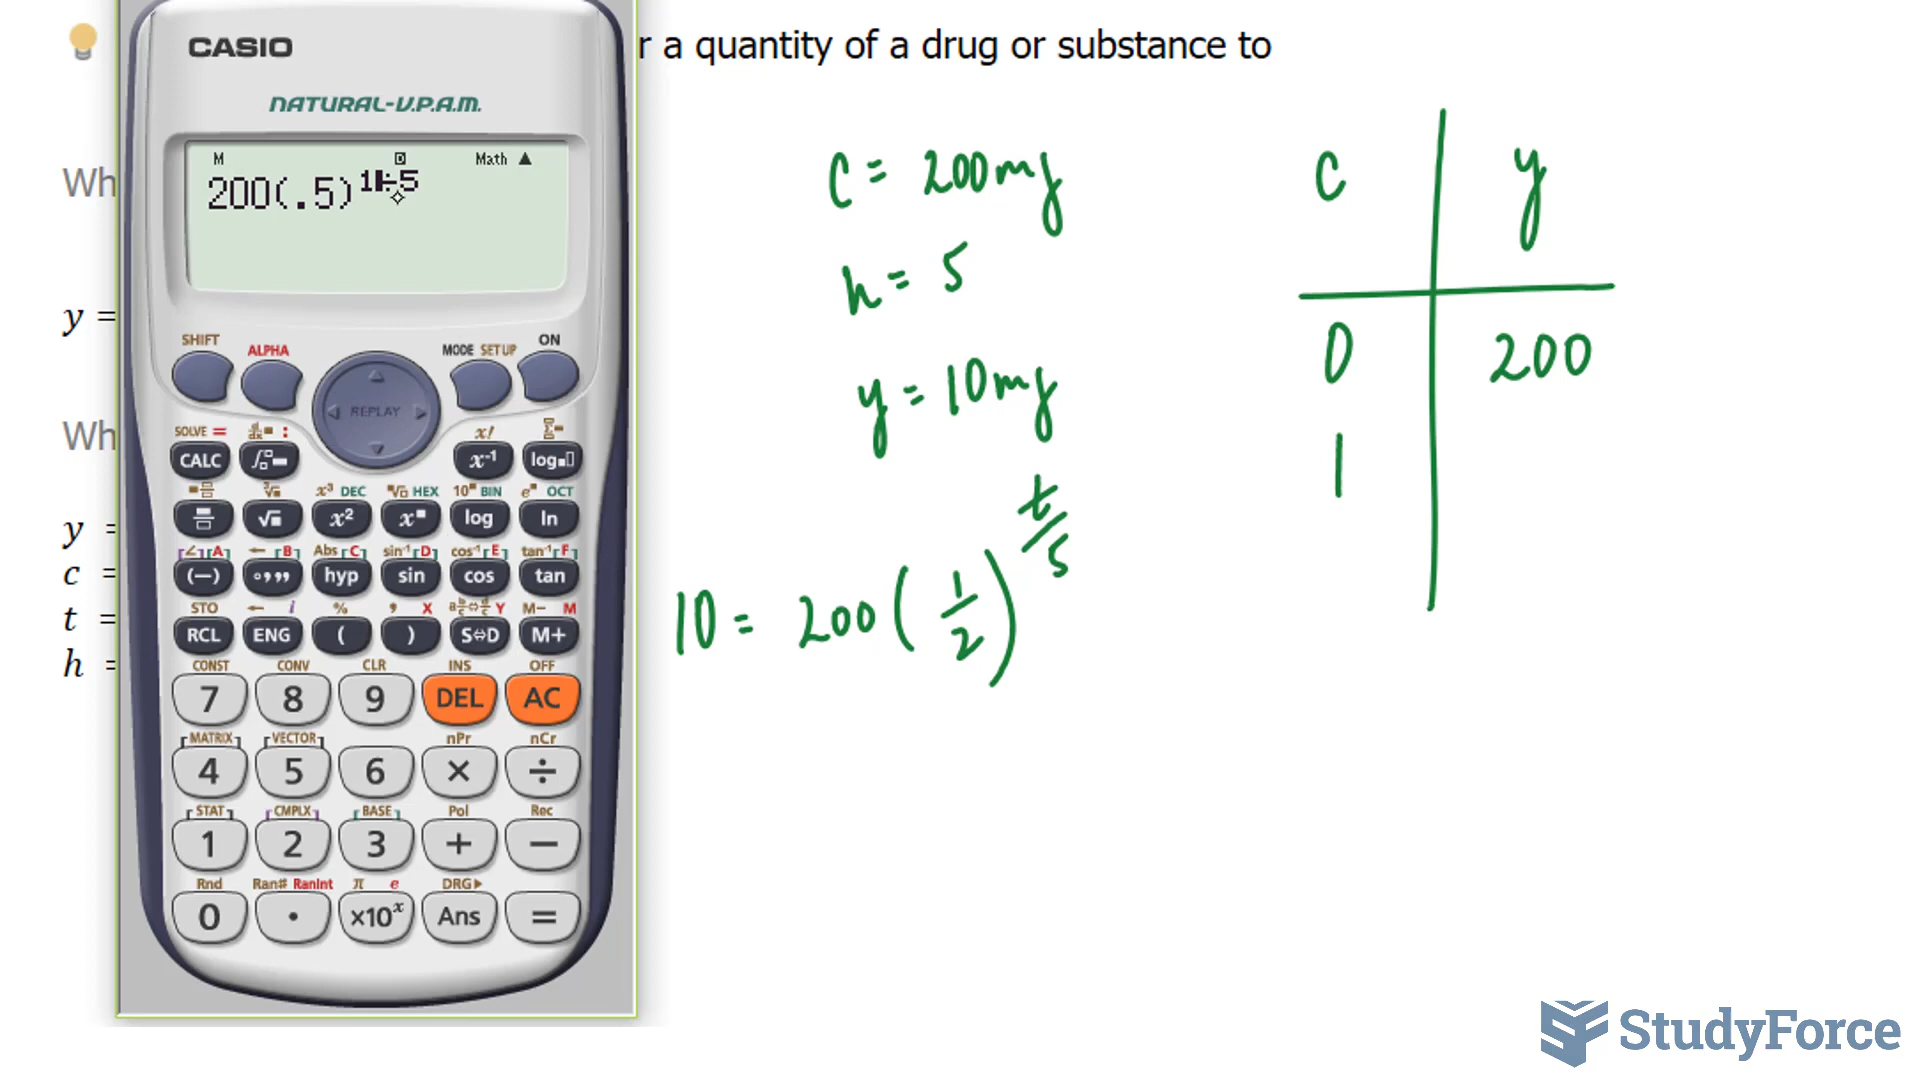 r a quantity of a drug or substance to
Wh
y =
Wh
y =
c =
t =
h =
CASIO
NATURAL-V.P.A.M.
M D Math ▲
200(.5)
SHIFT ALPHA MODE SETUP ON
REPLAY
SOLVE = d/dx : x! Σ
CALC ∫ x⁻¹ log
x³ DEC √ HEX 10 BIN e OCT
√ x² x log ln
∠ A ← B Abs C sin⁻¹ D cos⁻¹ E tan⁻¹ F
(−) °,,, hyp sin cos tan
STO ← i % , X a b/c ⇔ d/c Y M− M
RCL ENG ( ) S⇔D M+
CONST CONV CLR INS OFF
7 8 9 DEL AC
MATRIX VECTOR nPr nCr
4 5 6 × ÷
STAT CMPLX BASE Pol Rec
1 2 3 + −
Rnd Ran# RanInt π e DRG▶
0 . ×10ˣ Ans =
C = 200mg
h = 5
y = 10mg
10 = 200 (1/2)^(t/5)
C y
0 200
1
StudyForce